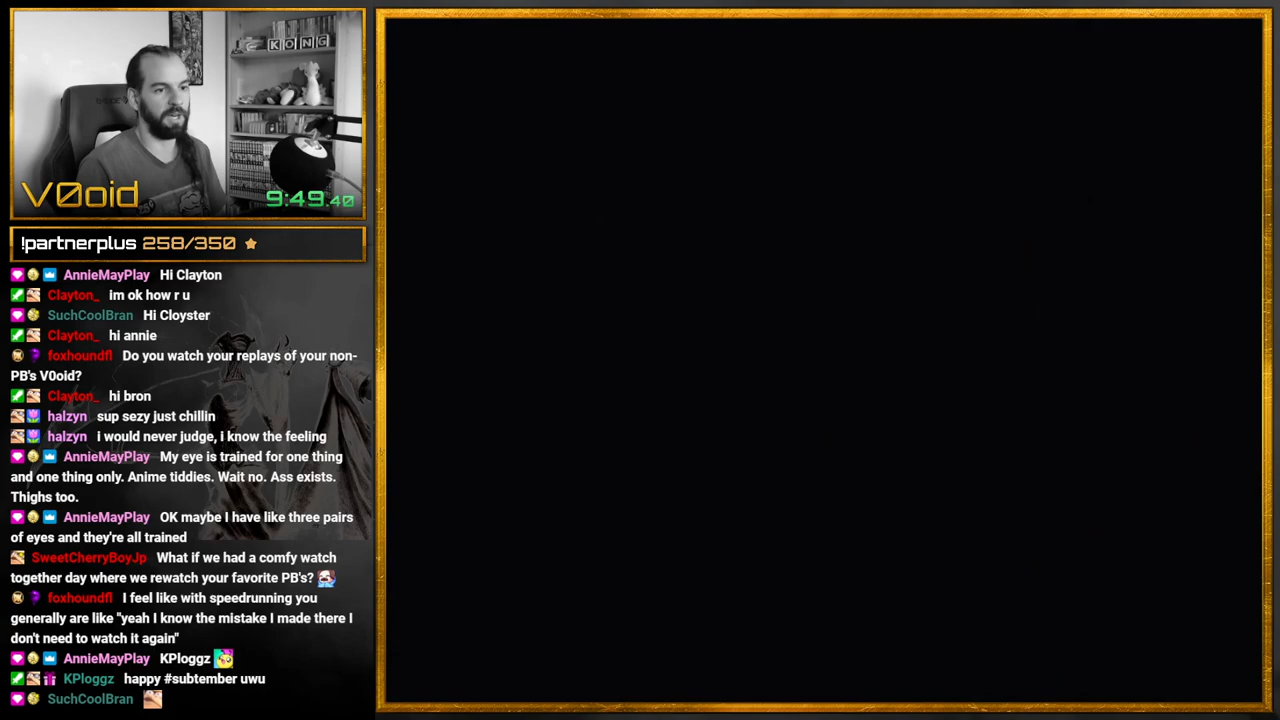 KONG
V0oid
9:49.40
!partnerplus 258/350
AnnieMayPlay Hi Clayton
Clayton_ im ok how r u
SuchCoolBran Hi Cloyster
Clayton_ hi annie
foxhoundfl Do you watch your replays of your non-
PB's V0oid?
Clayton_ hi bron
halzyn sup sezy just chillin
halzyn i would never judge, i know the feeling
AnnieMayPlay My eye is trained for one thing
and one thing only. Anime tiddies. Wait no. Ass exists.
Thighs too.
AnnieMayPlay OK maybe I have like three pairs
of eyes and they're all trained
SweetCherryBoyJp What if we had a comfy watch
together day where we rewatch your favorite PB's?
foxhoundfl I feel like with speedrunning you
generally are like "yeah I know the mistake I made there I
don't need to watch it again"
AnnieMayPlay KPloggz
KPloggz happy #subtember uwu
SuchCoolBran